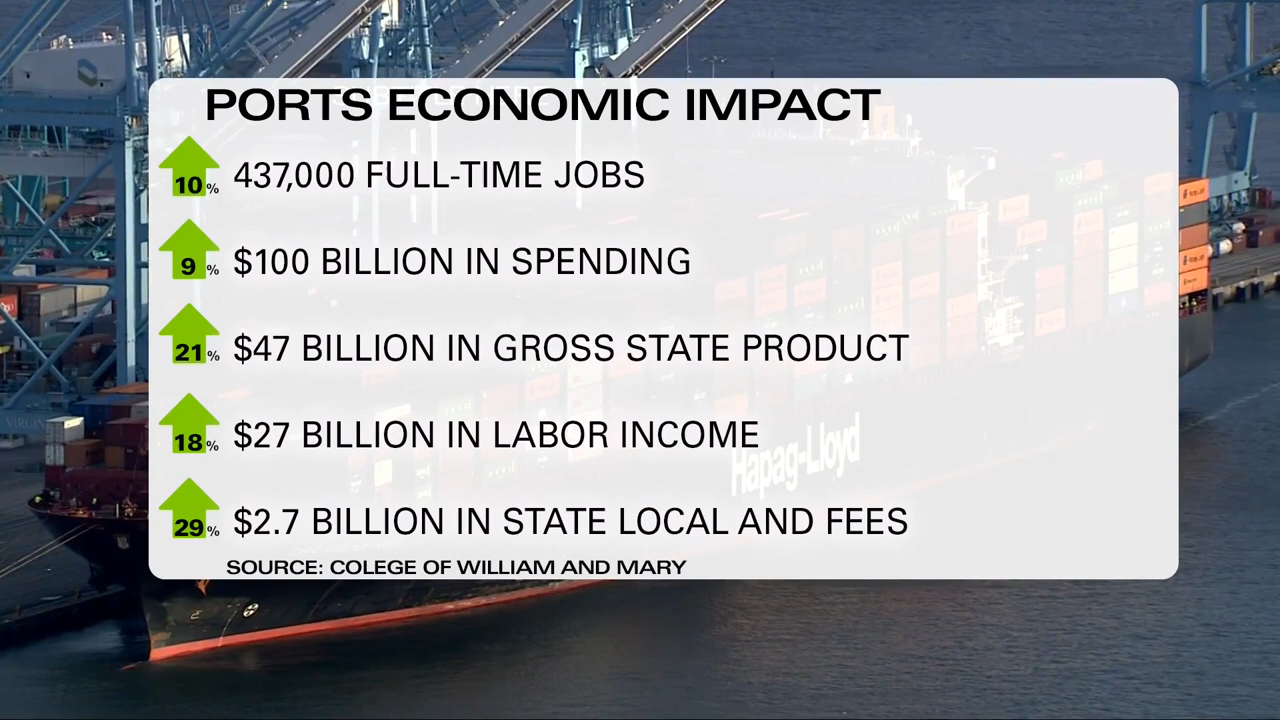 PORTS ECONOMIC IMPACT
10% 437,000 FULL-TIME JOBS
9% $100 BILLION IN SPENDING
21% $47 BILLION IN GROSS STATE PRODUCT
18% $27 BILLION IN LABOR INCOME
Hapag-Lloyd
29% $2.7 BILLION IN STATE LOCAL AND FEES
SOURCE: COLEGE OF WILLIAM AND MARY